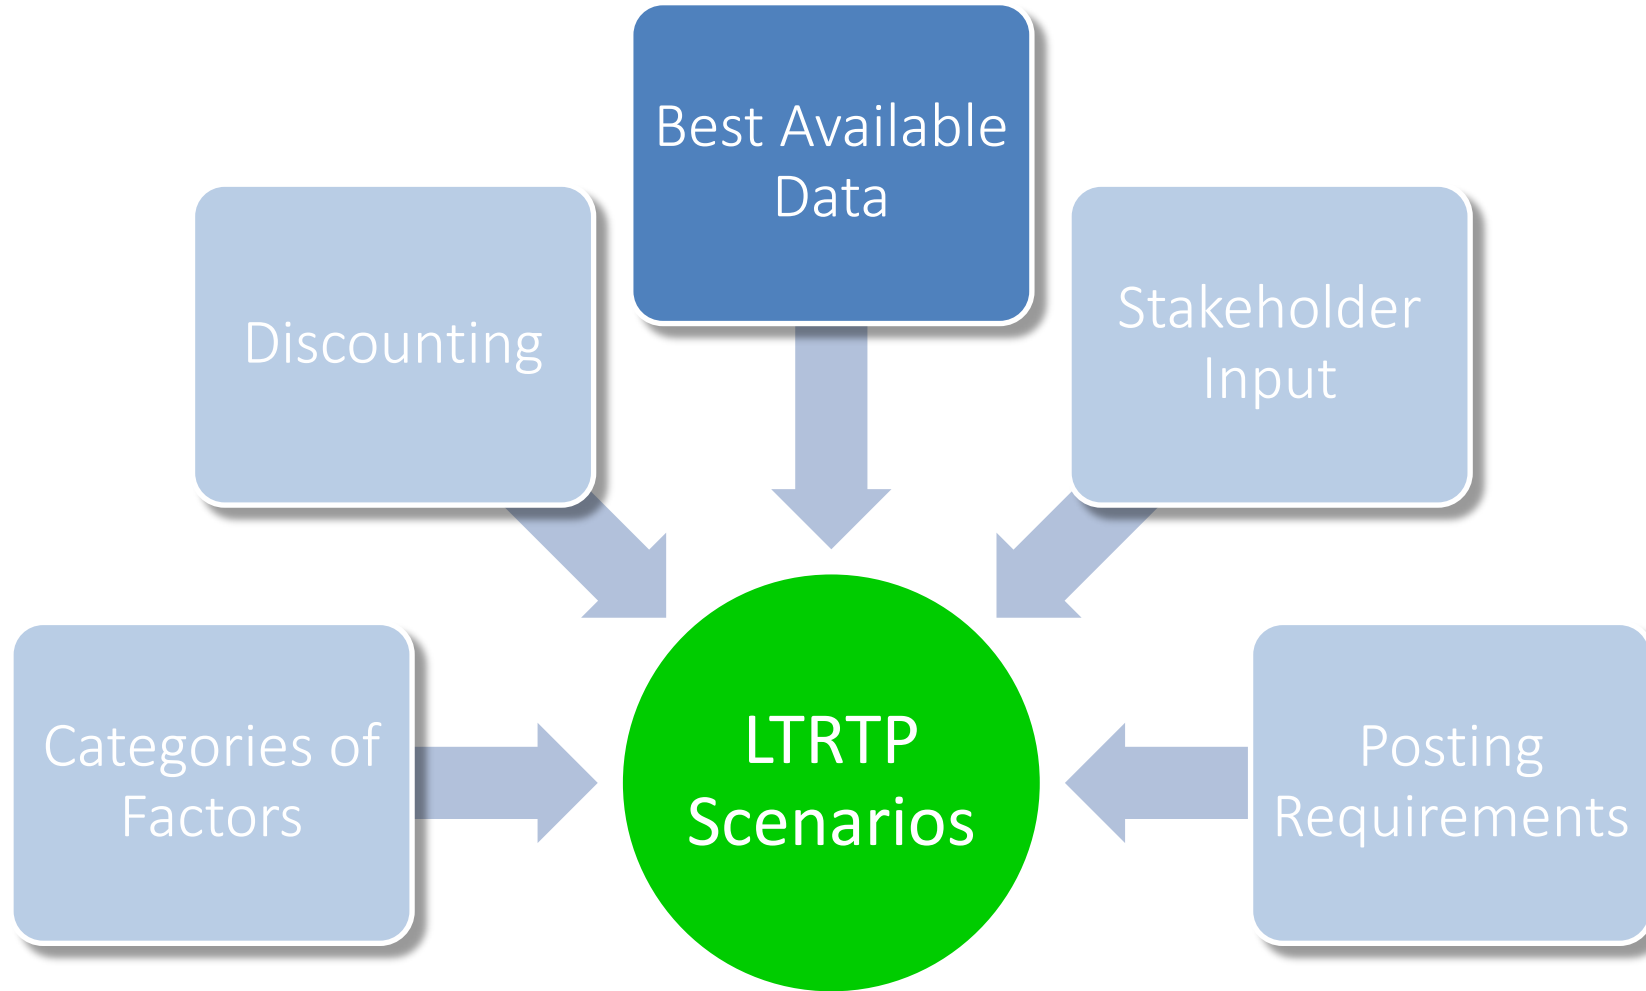 Best Available
Data
Discounting
Stakeholder
Input
Categories of
Factors
LTRTP
Scenarios
Posting
Requirements